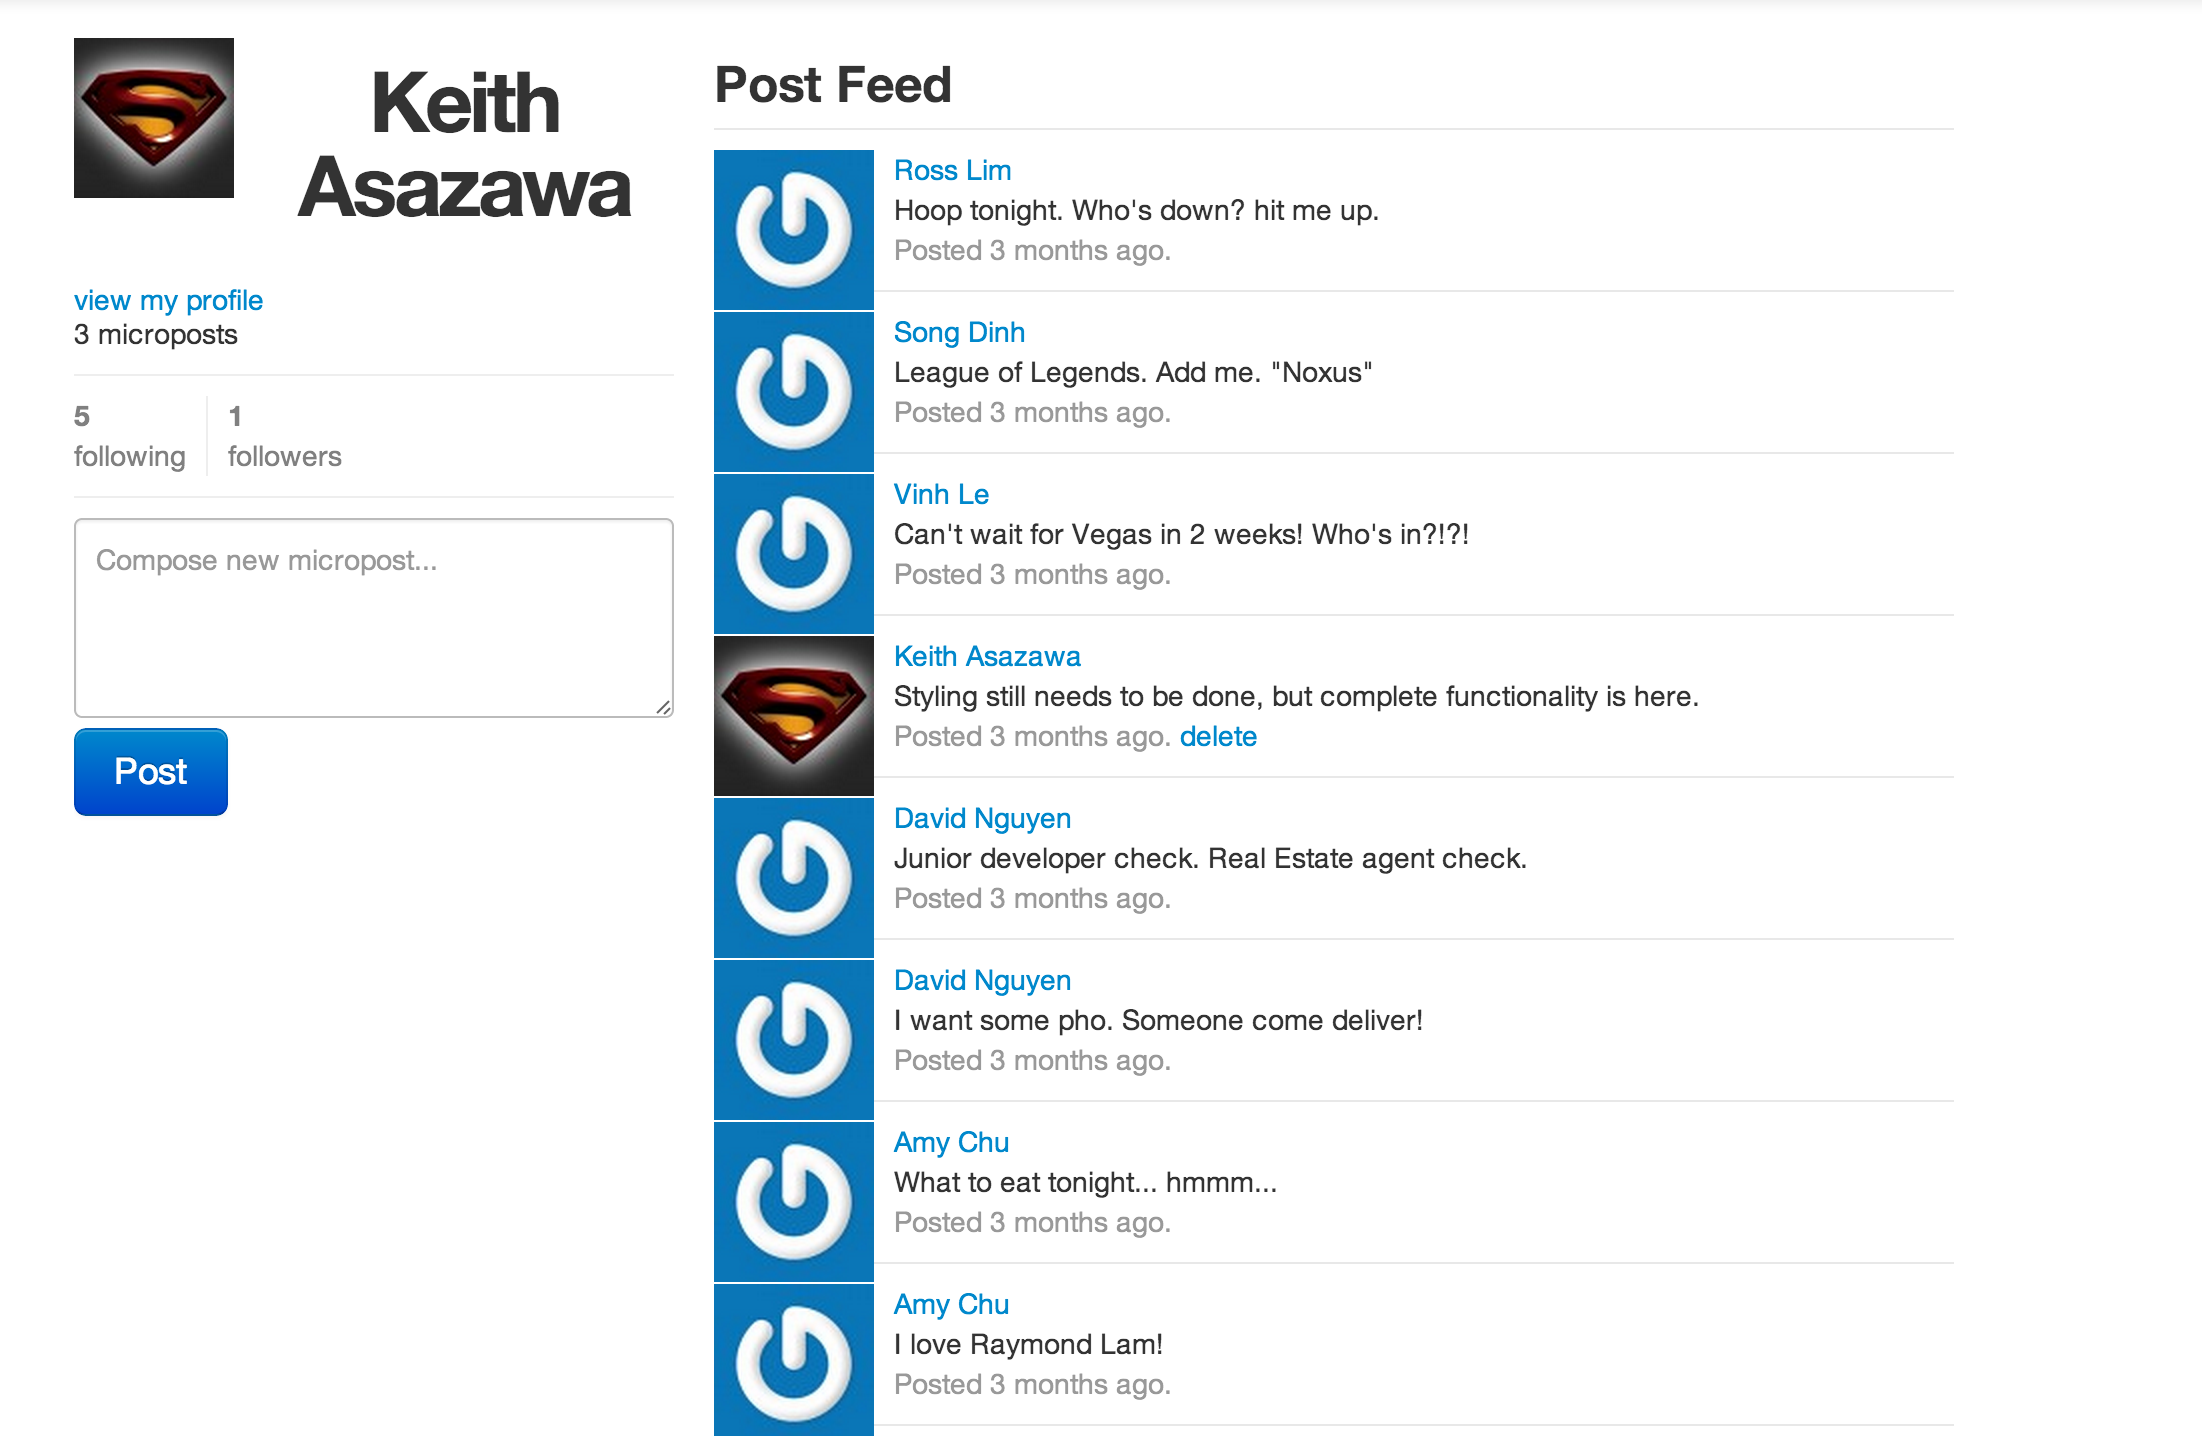 Keith
Asazawa
view my profile
3 microposts
5
following
1
followers
Compose new micropost...
Post
Post Feed
Ross Lim
Hoop tonight. Who's down? hit me up.
Posted 3 months ago.
Song Dinh
League of Legends. Add me. "Noxus"
Posted 3 months ago.
Vinh Le
Can't wait for Vegas in 2 weeks! Who's in?!?!
Posted 3 months ago.
Keith Asazawa
Styling still needs to be done, but complete functionality is here.
Posted 3 months ago. delete
David Nguyen
Junior developer check. Real Estate agent check.
Posted 3 months ago.
David Nguyen
I want some pho. Someone come deliver!
Posted 3 months ago.
Amy Chu
What to eat tonight... hmmm...
Posted 3 months ago.
Amy Chu
I love Raymond Lam!
Posted 3 months ago.